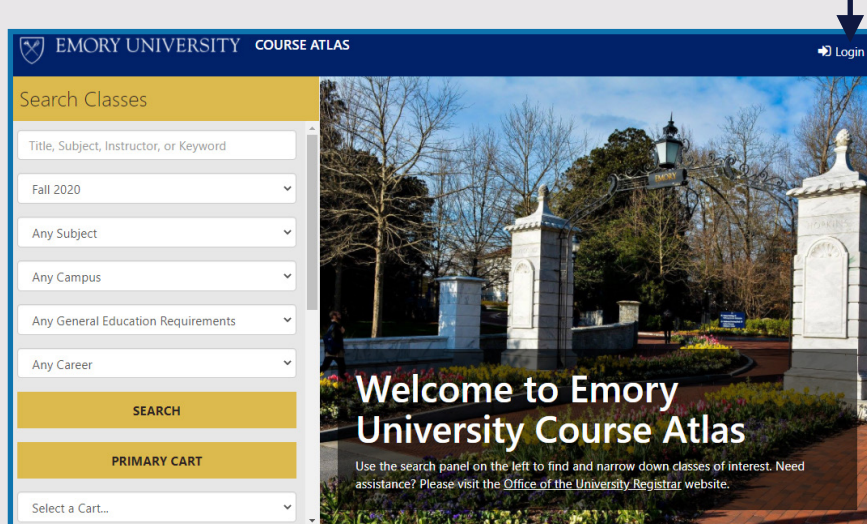 EMORY UNIVERSITY COURSE ATLAS
Login
Search Classes
Title, Subject, Instructor, or Keyword
Fall 2020
Any Subject
Any Campus
Any General Education Requirements
Any Career
SEARCH
PRIMARY CART
Select a Cart...
EMORY
Welcome to Emory
University Course Atlas
Use the search panel on the left to find and narrow down classes of interest. Need
assistance? Please visit the Office of the University Registrar website.